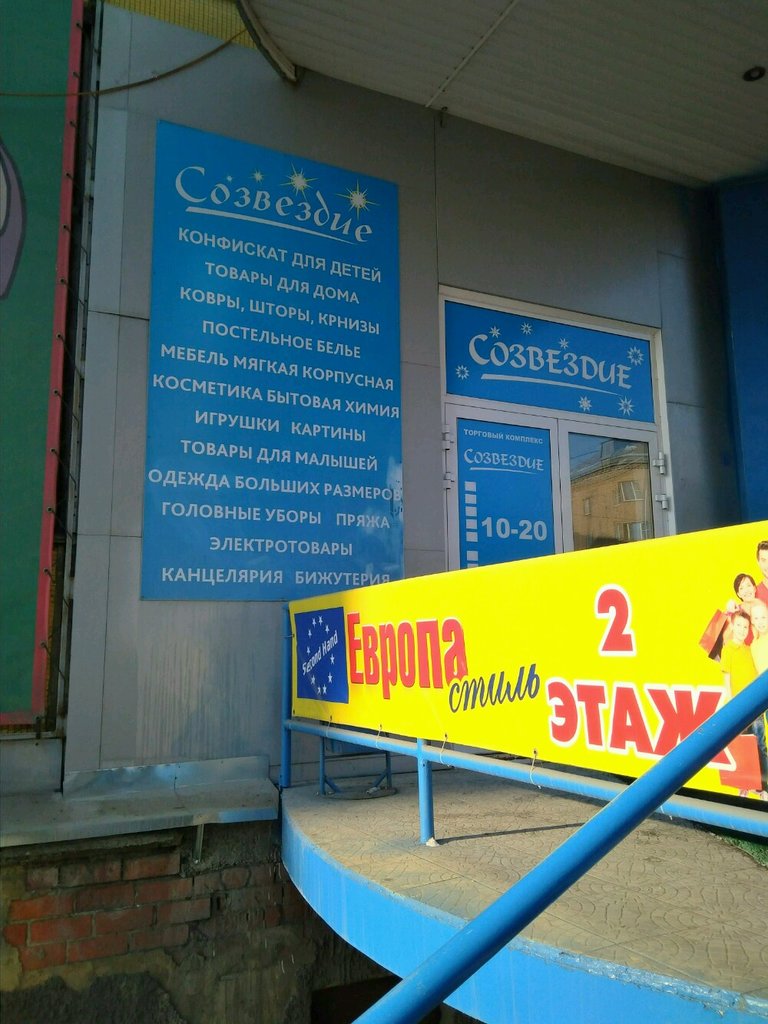 Созвездие
КОНФИСКАТ ДЛЯ ДЕТЕЙ
ТОВАРЫ ДЛЯ ДОМА
КОВРЫ, ШТОРЫ, КРНИЗЫ
ПОСТЕЛЬНОЕ БЕЛЬЕ
МЕБЕЛЬ МЯГКАЯ КОРПУСНАЯ
КОСМЕТИКА БЫТОВАЯ ХИМИЯ
ИГРУШКИ КАРТИНЫ
ТОВАРЫ ДЛЯ МАЛЫШЕЙ
ОДЕЖДА БОЛЬШИХ РАЗМЕРОВ
ГОЛОВНЫЕ УБОРЫ ПРЯЖА
ЭЛЕКТРОТОВАРЫ
КАНЦЕЛЯРИЯ БИЖУТЕРИЯ
СОЗВЕЗДИЕ
ТОРГОВЫЙ КОМПЛЕКС
СОЗВЕЗДИЕ
10-20
Second Hand
ЕВРОПА
стиль
2
ЭТАЖ